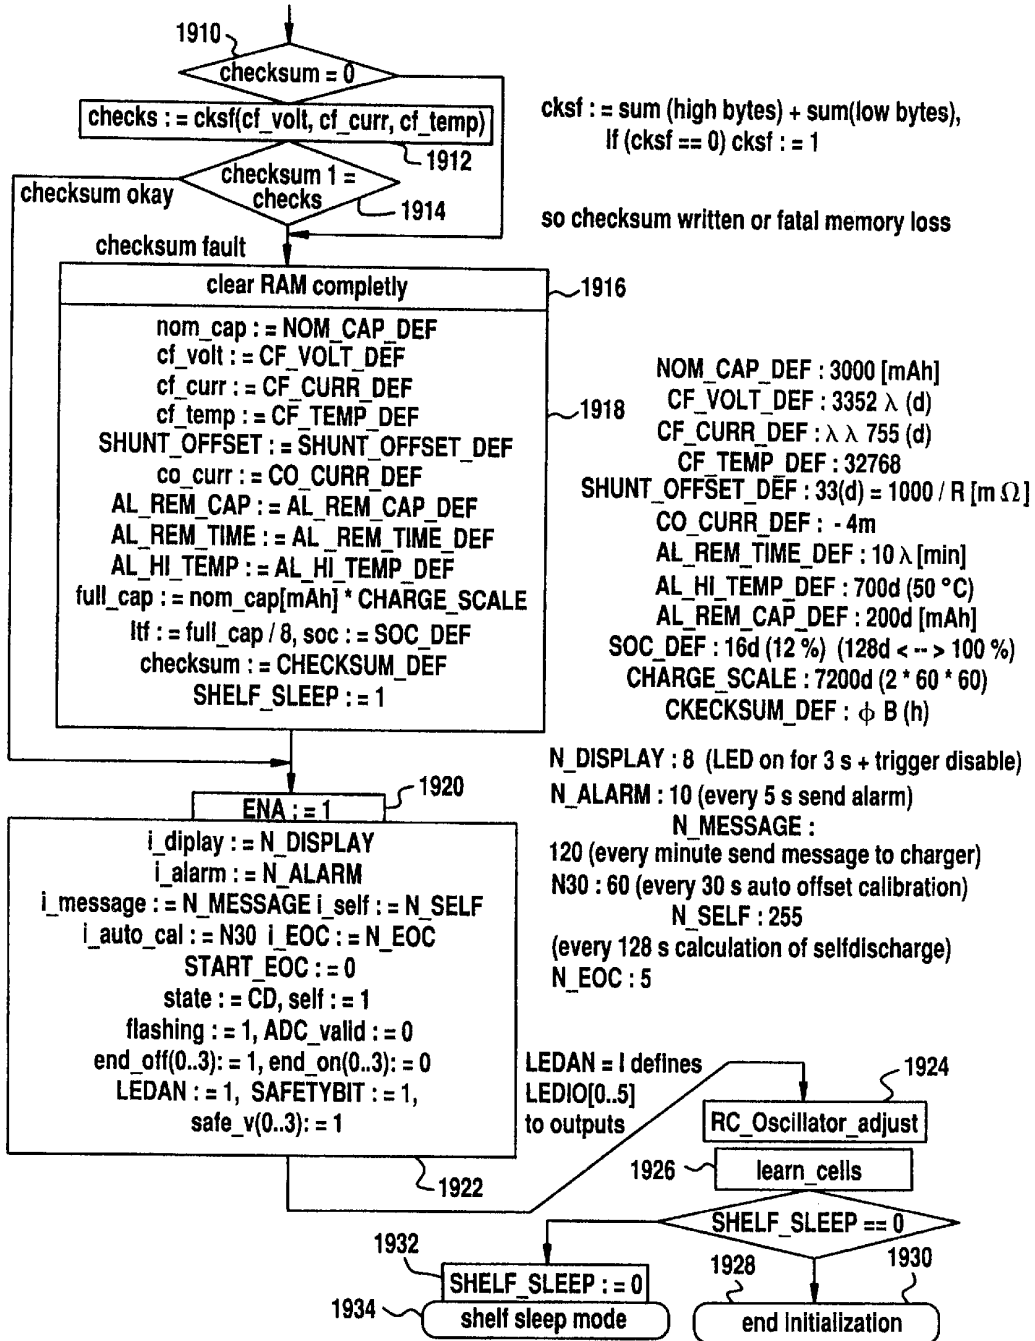 1910
checksum = 0
checks : = cksf(cf_volt, cf_curr, cf_temp)
1912
cksf : = sum (high bytes) + sum(low bytes),
If (cksf == 0) cksf : = 1
checksum okay
checksum 1 =
checks
1914
so checksum written or fatal memory loss
checksum fault
clear RAM completly
1916
nom_cap : = NOM_CAP_DEF
cf_volt : = CF_VOLT_DEF
cf_curr : = CF_CURR_DEF
cf_temp : = CF_TEMP_DEF
1918
SHUNT_OFFSET : = SHUNT_OFFSET_DEF
co_curr : = CO_CURR_DEF
AL_REM_CAP : = AL_REM_CAP_DEF
AL_REM_TIME : = AL_REM_TIME_DEF
AL_HI_TEMP : = AL_HI_TEMP_DEF
full_cap : = nom_cap[mAh] * CHARGE_SCALE
ltf : = full_cap / 8, soc : = SOC_DEF
checksum : = CHECKSUM_DEF
SHELF_SLEEP : = 1
NOM_CAP_DEF : 3000 [mAh]
CF_VOLT_DEF : 3352 λ (d)
CF_CURR_DEF : λ λ 755 (d)
CF_TEMP_DEF : 32768
SHUNT_OFFSET_DEF : 33(d) = 1000 / R [m Ω]
CO_CURR_DEF : - 4m
AL_REM_TIME_DEF : 10 λ [min]
AL_HI_TEMP_DEF : 700d (50 °C)
AL_REM_CAP_DEF : 200d [mAh]
SOC_DEF : 16d (12 %) (128d < -- > 100 %)
CHARGE_SCALE : 7200d (2 * 60 * 60)
CKECKSUM_DEF : ϕ B (h)
1920
ENA : = 1
i_diplay : = N_DISPLAY
i_alarm : = N_ALARM
i_message : = N_MESSAGE i_self : = N_SELF
i_auto_cal : = N30 i_EOC : = N_EOC
START_EOC : = 0
state : = CD, self : = 1
flashing : = 1, ADC_valid : = 0
end_off(0..3): = 1, end_on(0..3): = 0
LEDAN : = 1, SAFETYBIT : = 1,
safe_v(0..3): = 1
1922
N_DISPLAY : 8 (LED on for 3 s + trigger disable)
N_ALARM : 10 (every 5 s send alarm)
N_MESSAGE :
120 (every minute send message to charger)
N30 : 60 (every 30 s auto offset calibration)
N_SELF : 255
(every 128 s calculation of selfdischarge)
N_EOC : 5
LEDAN = I defines
LEDIO[0..5]
to outputs
1924
RC_Oscillator_adjust
1926
learn_cells
SHELF_SLEEP == 0
1932
SHELF_SLEEP : = 0
1934
shelf sleep mode
1928
1930
end Initialization